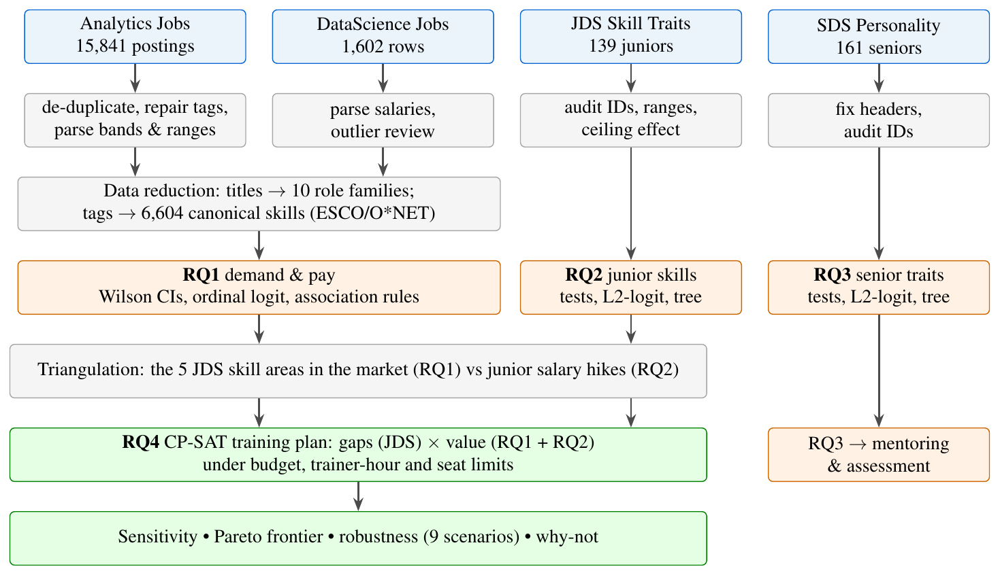 Analytics Jobs
15,841 postings
DataScience Jobs
1,602 rows
JDS Skill Traits
139 juniors
SDS Personality
161 seniors
de-duplicate, repair tags,
parse bands & ranges
parse salaries,
outlier review
audit IDs, ranges,
ceiling effect
fix headers,
audit IDs
Data reduction: titles → 10 role families;
tags → 6,604 canonical skills (ESCO/O*NET)
RQ1 demand & pay
Wilson CIs, ordinal logit, association rules
RQ2 junior skills
tests, L2-logit, tree
RQ3 senior traits
tests, L2-logit, tree
Triangulation: the 5 JDS skill areas in the market (RQ1) vs junior salary hikes (RQ2)
RQ4 CP-SAT training plan: gaps (JDS) × value (RQ1 + RQ2)
under budget, trainer-hour and seat limits
RQ3 → mentoring
& assessment
Sensitivity • Pareto frontier • robustness (9 scenarios) • why-not